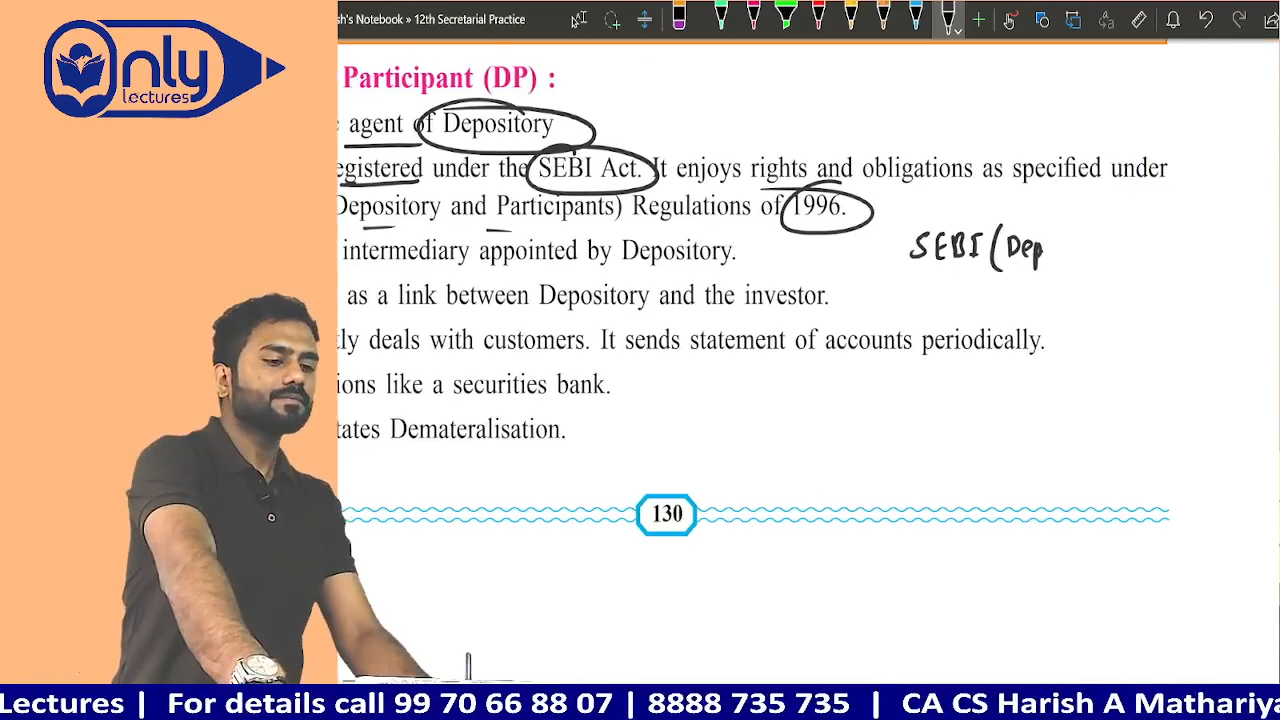 sh's Notebook » 12th Secretarial Practice
Only
lectures
Participant (DP) :
agent of Depository
egistered under the SEBI Act. It enjoys rights and obligations as specified under
Depository and Participants) Regulations of 1996.
SEBI (Dep
intermediary appointed by Depository.
as a link between Depository and the investor.
tly deals with customers. It sends statement of accounts periodically.
ions like a securities bank.
tates Demateralisation.
130
Lectures | For details call 99 70 66 88 07 | 8888 735 735 | CA CS Harish A Mathariya